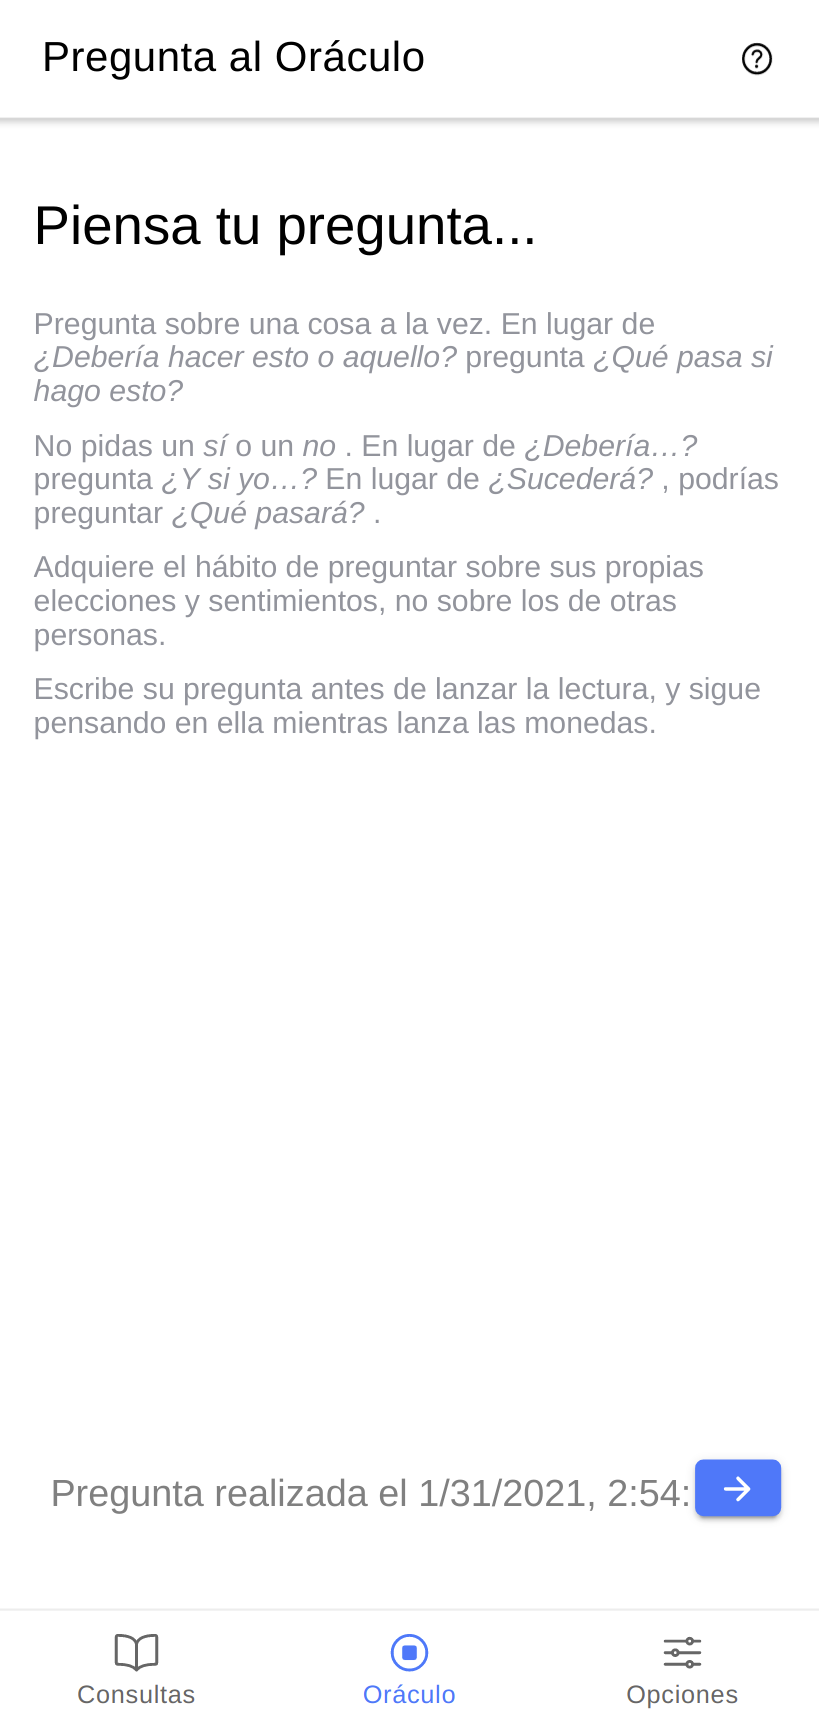 Pregunta al Oráculo
Piensa tu pregunta...
Pregunta sobre una cosa a la vez. En lugar de
¿Debería hacer esto o aquello? pregunta ¿Qué pasa si
hago esto?
No pidas un sí o un no . En lugar de ¿Debería…?
pregunta ¿Y si yo…? En lugar de ¿Sucederá? , podrías
preguntar ¿Qué pasará? .
Adquiere el hábito de preguntar sobre sus propias
elecciones y sentimientos, no sobre los de otras
personas.
Escribe su pregunta antes de lanzar la lectura, y sigue
pensando en ella mientras lanza las monedas.
Pregunta realizada el 1/31/2021, 2:54:
Consultas
Oráculo
Opciones